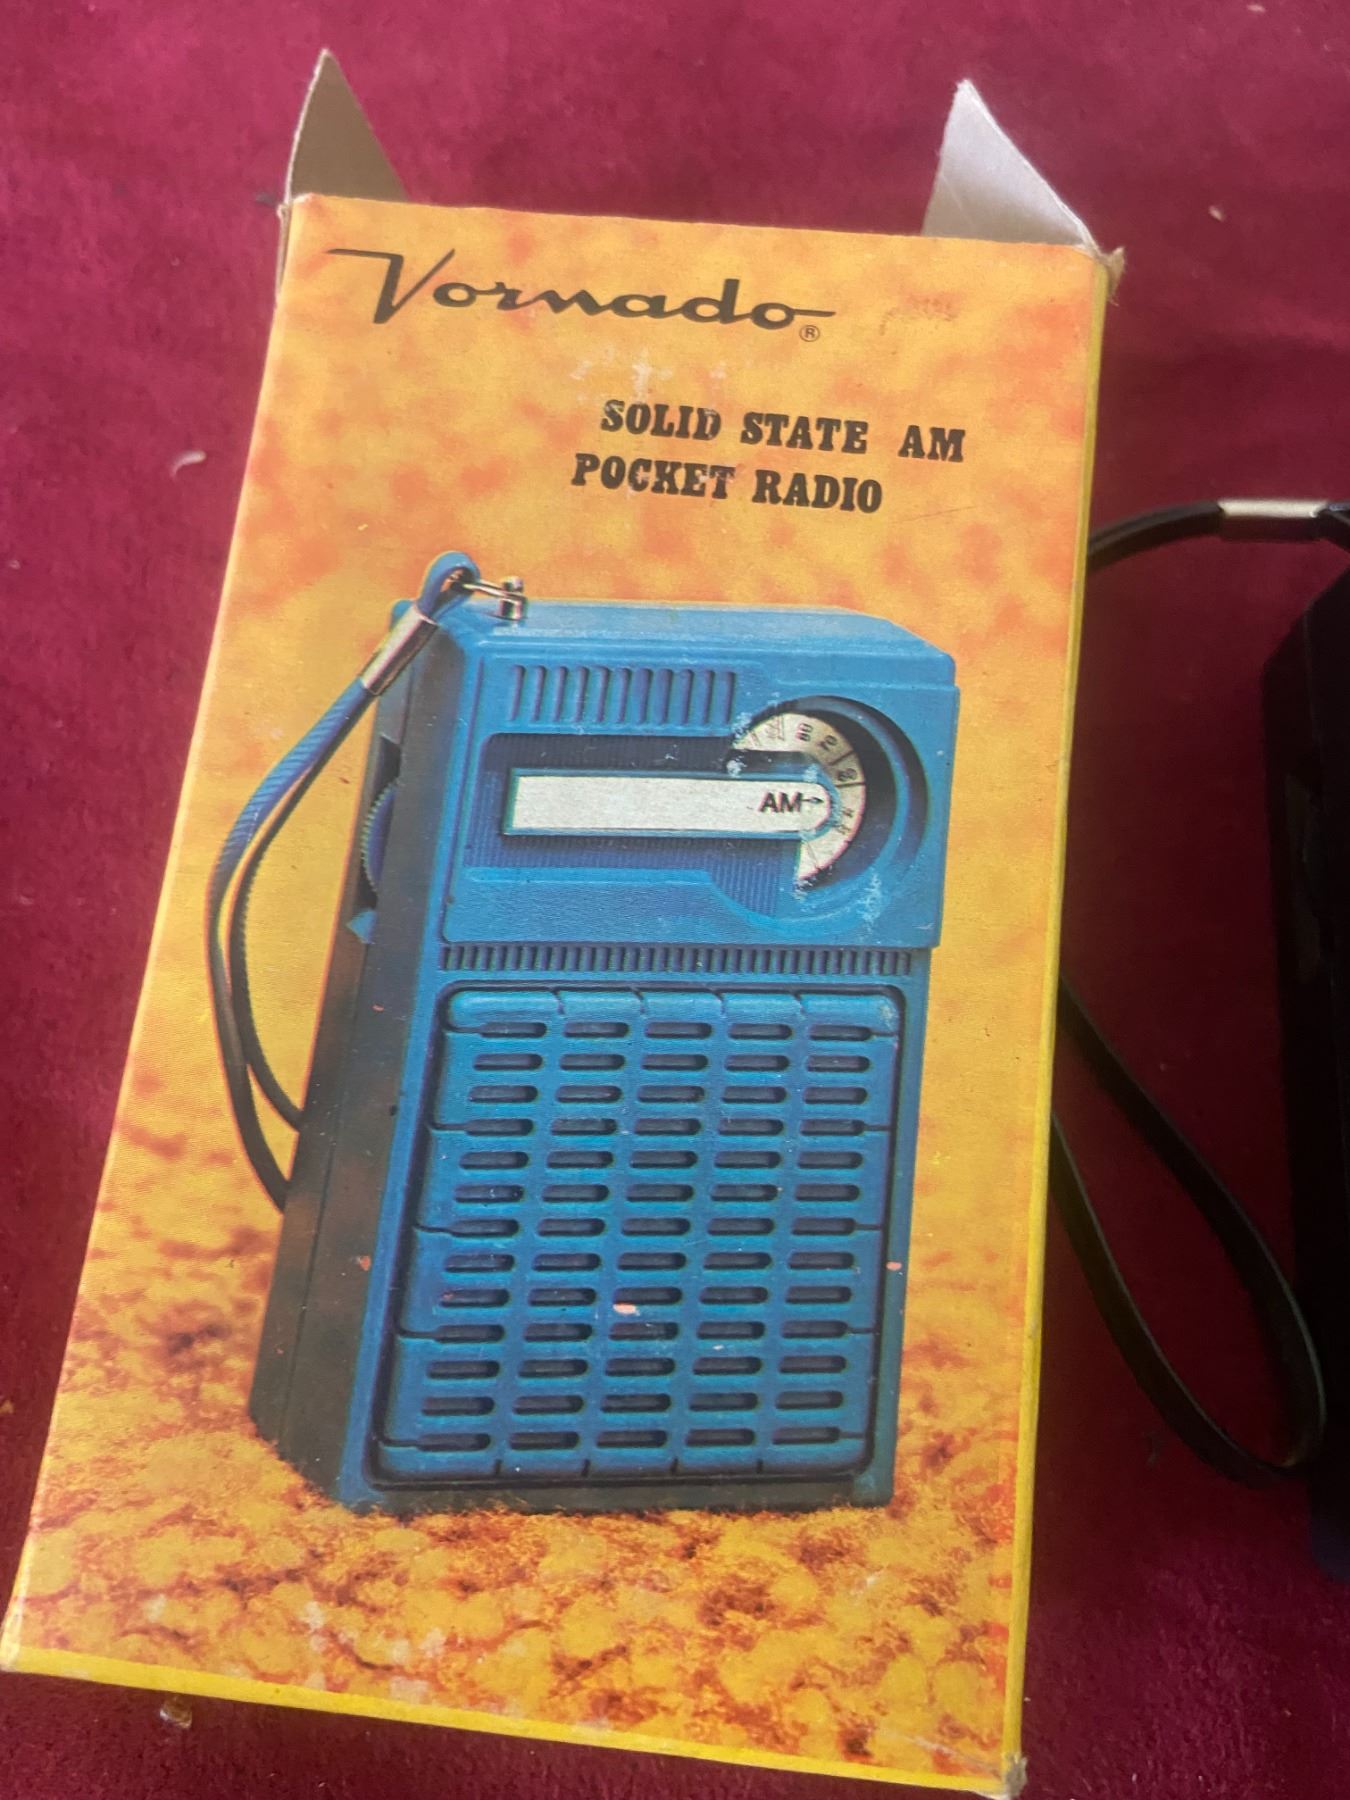 Vornado®
SOLID STATE AM
POCKET RADIO
AM→